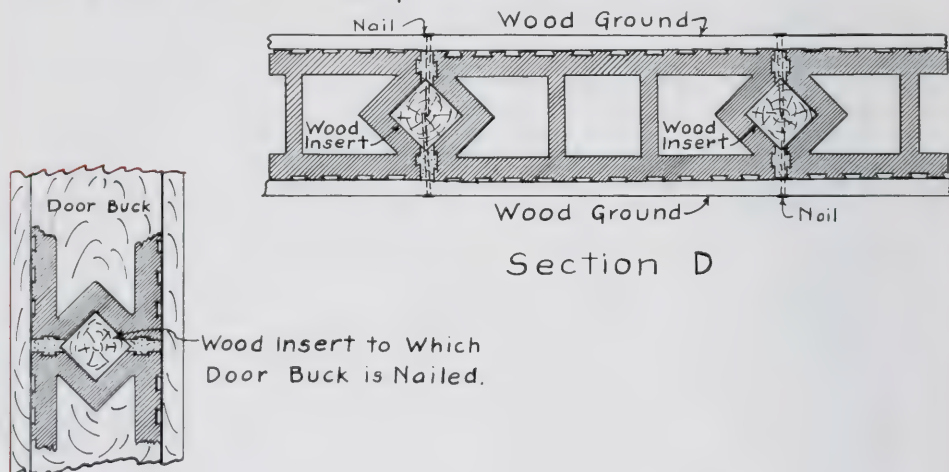 Nail
Wood Ground
Wood
Insert
Wood
Insert
Wood Ground
Nail
Section D
Door Buck
Wood Insert to Which
Door Buck is Nailed.